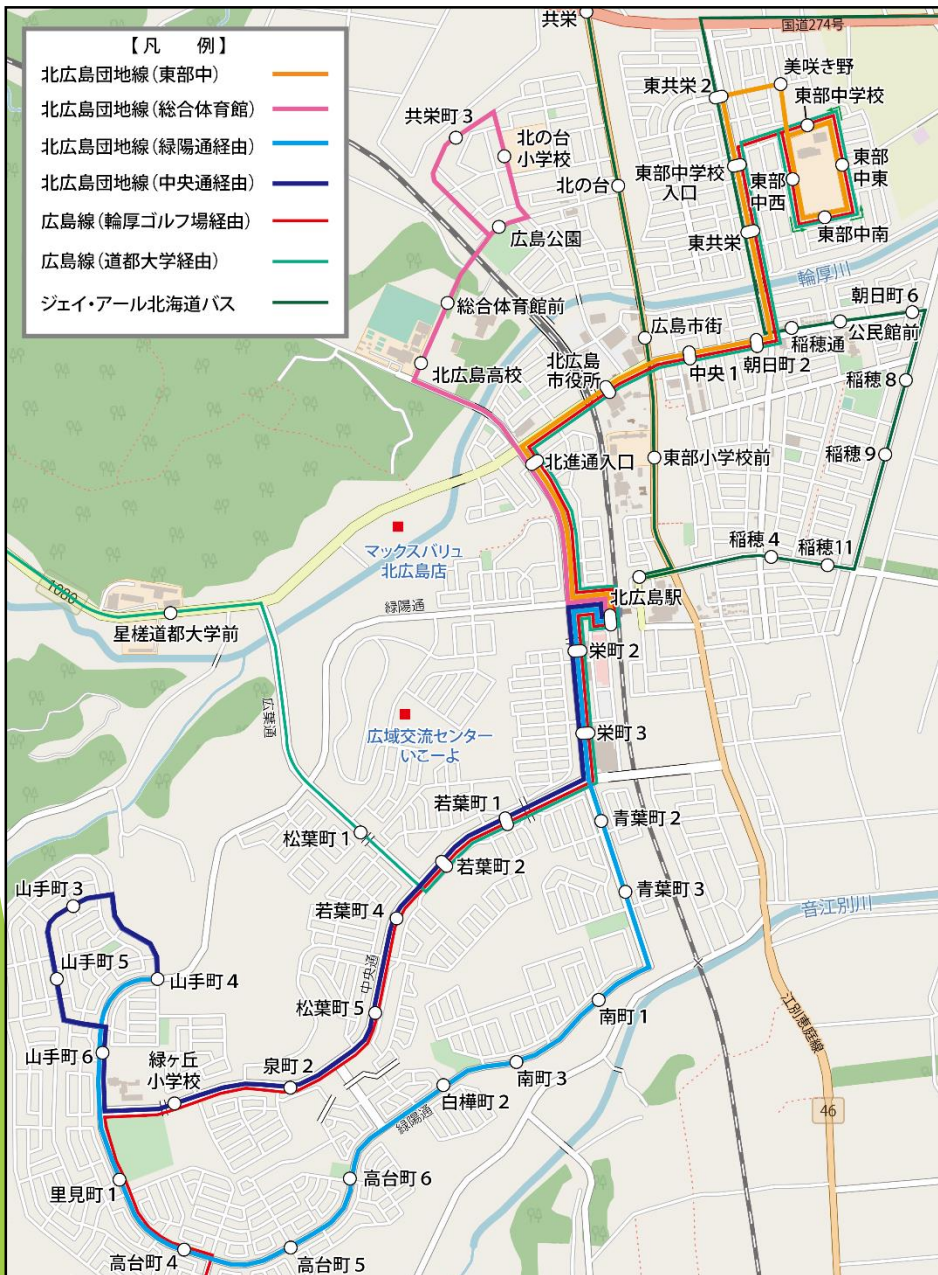 【凡 例】
北広島団地線(東部中)
北広島団地線(総合体育館)
北広島団地線(緑陽通経由)
北広島団地線(中央通経由)
広島線(輪厚ゴルフ場経由)
広島線(道都大学経由)
ジェイ・アール北海道バス
共栄
国道274号
美咲き野
東共栄2
東部中学校
共栄町3
北の台
小学校
東部中学校
入口
東部
中東
東部
中西
北の台
東部中南
広島公園
東共栄
輪厚川
総合体育館前
朝日町6
広島市街
稲穂通
公民館前
北広島高校
北広島
市役所
中央1
朝日町2
稲穂8
北進通入口
東部小学校前
稲穂9
マックスバリュ
北広島店
稲穂4
稲穂11
1080
緑陽通
北広島駅
星槎道都大学前
栄町2
広葉通
広域交流センター
いこーよ
栄町3
若葉町1
青葉町2
松葉町1
若葉町2
山手町3
青葉町3
若葉町4
音江別川
山手町5
山手町4
中央通
松葉町5
南町1
江別恵庭線
山手町6
緑ヶ丘
小学校
泉町2
南町3
白樺町2
46
緑陽通
里見町1
高台町6
高台町4
高台町5